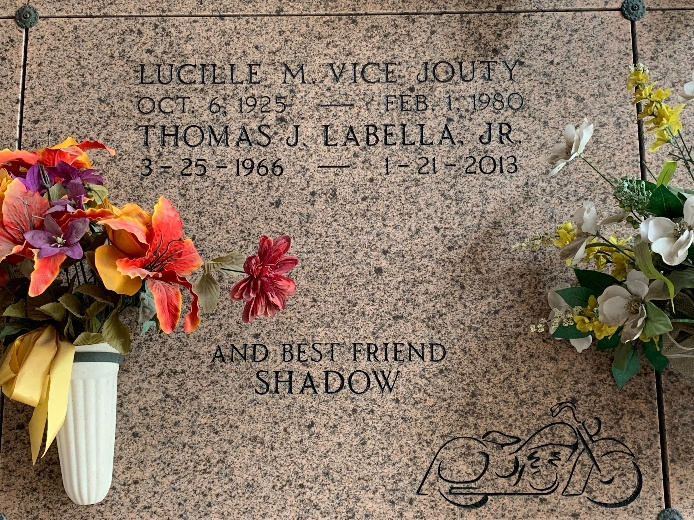 LUCILLE M. VICE JOUTY
OCT. 6, 1925 — FEB. 1, 1980
THOMAS J. LABELLA, JR.
3-25-1966 — 1-21-2013
AND BEST FRIEND
SHADOW